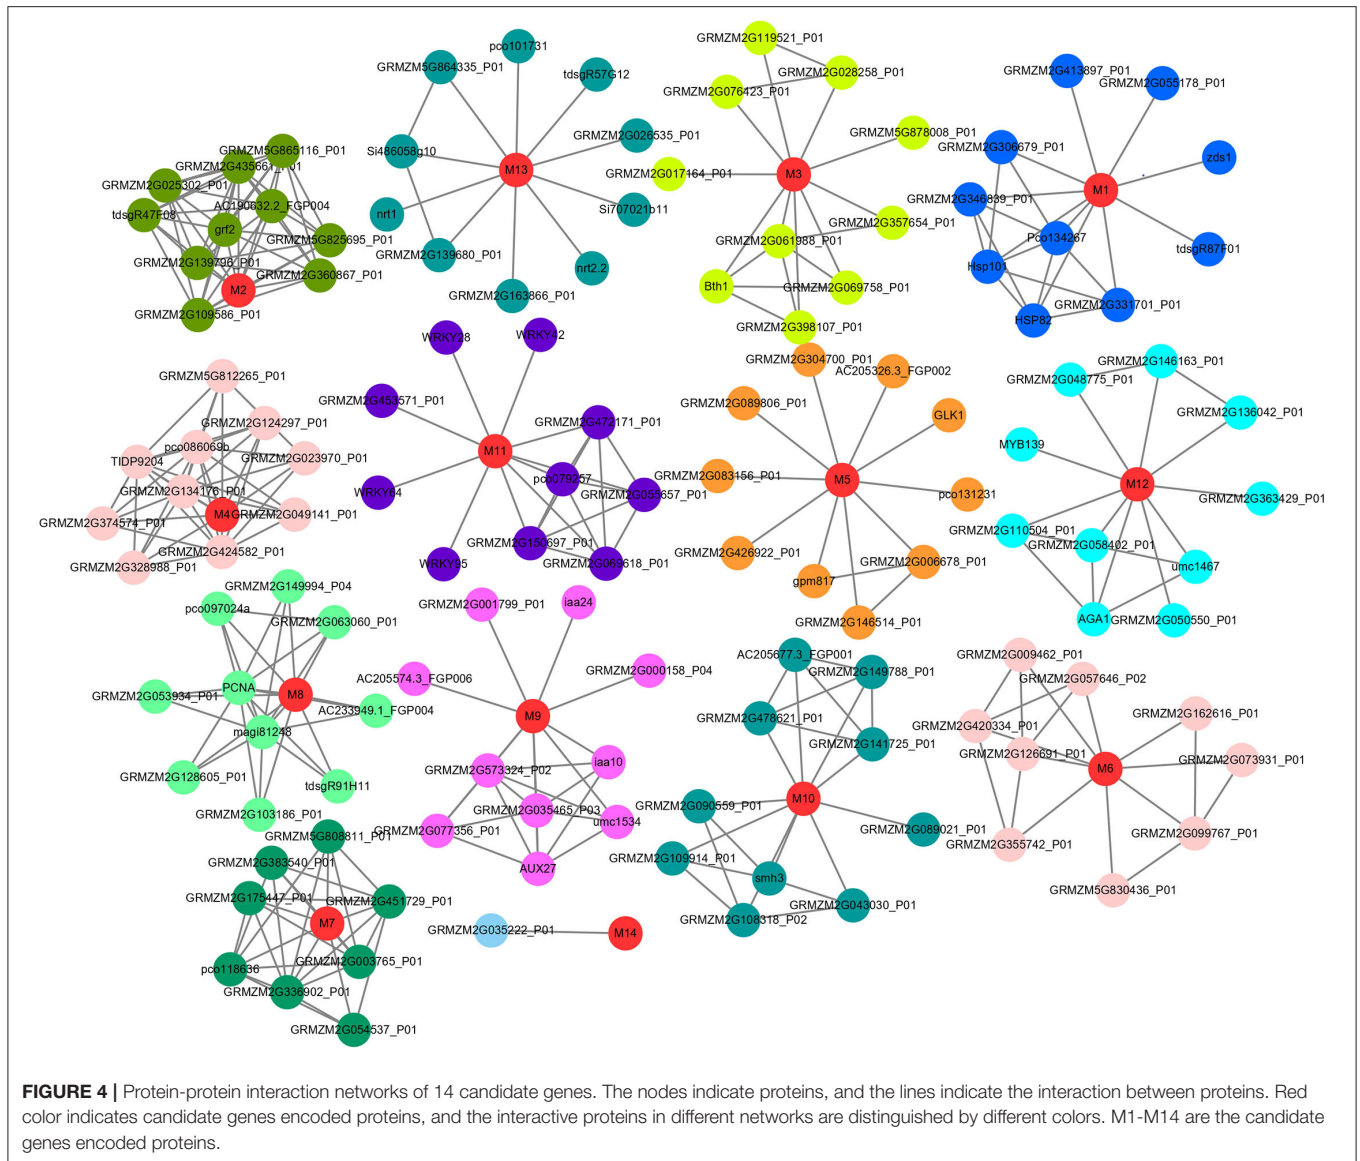 GRMZM5G865116_P01
GRMZM2G435661_P01
GRMZM2G025302_P01
AC190632.2_FGP004
tdsgR47F08
grf2
GRMZM5G825695_P01
GRMZM2G139796_P01
GRMZM2G360867_P01
M2
GRMZM2G109586_P01
pco101731
GRMZM5G864335_P01
tdsgR57G12
GRMZM2G026535_P01
Si486058g10
M13
nrt1
Si707021b11
GRMZM2G139680_P01
nrt2.2
GRMZM2G163866_P01
GRMZM2G119521_P01
GRMZM2G028258_P01
GRMZM2G076423_P01
GRMZM5G878008_P01
GRMZM2G017164_P01
M3
GRMZM2G357654_P01
GRMZM2G061988_P01
Bth1
GRMZM2G069758_P01
GRMZM2G398107_P01
GRMZM2G413897_P01
GRMZM2G055178_P01
GRMZM2G306679_P01
zds1
M1
GRMZM2G346839_P01
Pco134267
tdsgR87F01
Hsp101
GRMZM2G331701_P01
HSP82
GRMZM5G812265_P01
GRMZM2G124297_P01
pco086069b
TIDP9204
GRMZM2G023970_P01
GRMZM2G134176_P01
M4
GRMZM2G049141_P01
GRMZM2G374574_P01
GRMZM2G424582_P01
GRMZM2G328988_P01
WRKY28
WRKY42
GRMZM2G453571_P01
GRMZM2G472171_P01
M11
pco079257
WRKY64
GRMZM2G055657_P01
GRMZM2G150697_P01
WRKY95
GRMZM2G069618_P01
GRMZM2G304700_P01
AC205326.3_FGP002
GRMZM2G089806_P01
GLK1
GRMZM2G083156_P01
M5
pco131231
GRMZM2G426922_P01
GRMZM2G006678_P01
gpm817
GRMZM2G146514_P01
GRMZM2G146163_P01
GRMZM2G048775_P01
GRMZM2G136042_P01
MYB139
M12
GRMZM2G363429_P01
GRMZM2G110504_P01
GRMZM2G058402_P01
umc1467
AGA1
GRMZM2G050550_P01
GRMZM2G149994_P04
pco097024a
GRMZM2G063060_P01
PCNA
M8
GRMZM2G053934_P01
AC233949.1_FGP004
magi81248
GRMZM2G128605_P01
tdsgR91H11
GRMZM2G103186_P01
GRMZM2G001799_P01
iaa24
AC205574.3_FGP006
GRMZM2G000158_P04
M9
iaa10
GRMZM2G573324_P02
GRMZM2G035465_P03
umc1534
GRMZM2G077356_P01
AUX27
AC205677.3_FGP001
GRMZM2G149788_P01
GRMZM2G478621_P01
GRMZM2G141725_P01
M10
GRMZM2G090559_P01
GRMZM2G089021_P01
GRMZM2G109914_P01
smh3
GRMZM2G043030_P01
GRMZM2G108318_P02
GRMZM2G009462_P01
GRMZM2G057646_P02
GRMZM2G162616_P01
GRMZM2G420334_P01
GRMZM2G126691_P01
M6
GRMZM2G073931_P01
GRMZM2G099767_P01
GRMZM2G355742_P01
GRMZM5G830436_P01
GRMZM5G808811_P01
GRMZM2G383540_P01
GRMZM2G175447_P01
GRMZM2G451729_P01
M7
GRMZM2G003765_P01
pco118636
GRMZM2G336902_P01
GRMZM2G054537_P01
GRMZM2G035222_P01
M14
FIGURE 4 | Protein-protein interaction networks of 14 candidate genes. The nodes indicate proteins, and the lines indicate the interaction between proteins. Red
color indicates candidate genes encoded proteins, and the interactive proteins in different networks are distinguished by different colors. M1-M14 are the candidate
genes encoded proteins.